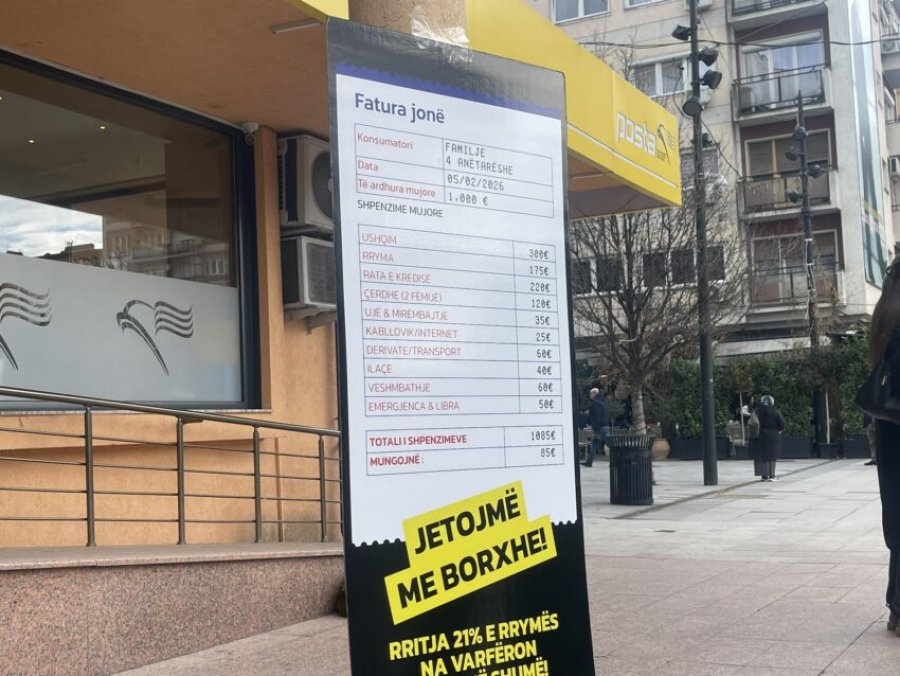 Fatura jonë
Konsumatori FAMILJE
4 ANËTARËSHE
Data 05/02/2026
Të ardhura mujore 1.000 €
SHPENZIME MUJORE
USHQIM 300€
RRYMA 175€
RATA E KREDISË 220€
ÇERDHE (2 FËMIJË) 120€
UJË & MIRËMBAJTJE 35€
KABLLOVIK/INTERNET 25€
DERIVATE/TRANSPORT 60€
ILAÇE 40€
VESHMBATHJE 60€
EMERGJENCA & LIBRA 50€
TOTALI I SHPENZIMEVE 1085€
MUNGOJNË : 85€
JETOJMË
ME BORXHE!
RRITJA 21% E RRYMËS
NA VARFËRON
SHUMË!
posta